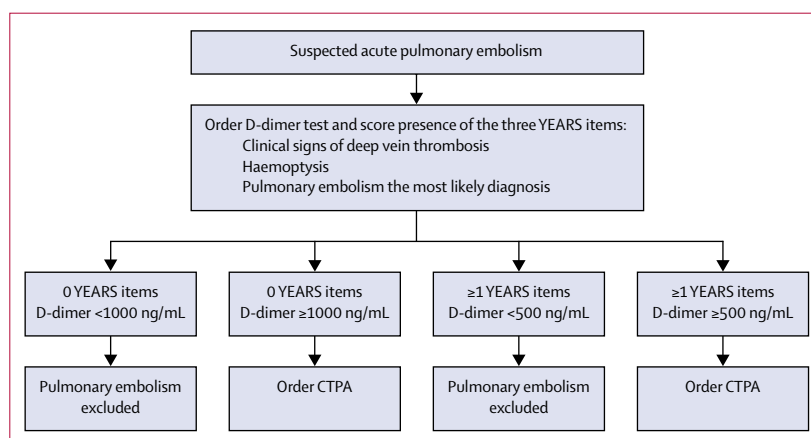 Suspected acute pulmonary embolism
Order D-dimer test and score presence of the three YEARS items:
Clinical signs of deep vein thrombosis
Haemoptysis
Pulmonary embolism the most likely diagnosis
0 YEARS items
D-dimer <1000 ng/mL
0 YEARS items
D-dimer ≥1000 ng/mL
≥1 YEARS items
D-dimer <500 ng/mL
≥1 YEARS items
D-dimer ≥500 ng/mL
Pulmonary embolism
excluded
Order CTPA
Pulmonary embolism
excluded
Order CTPA